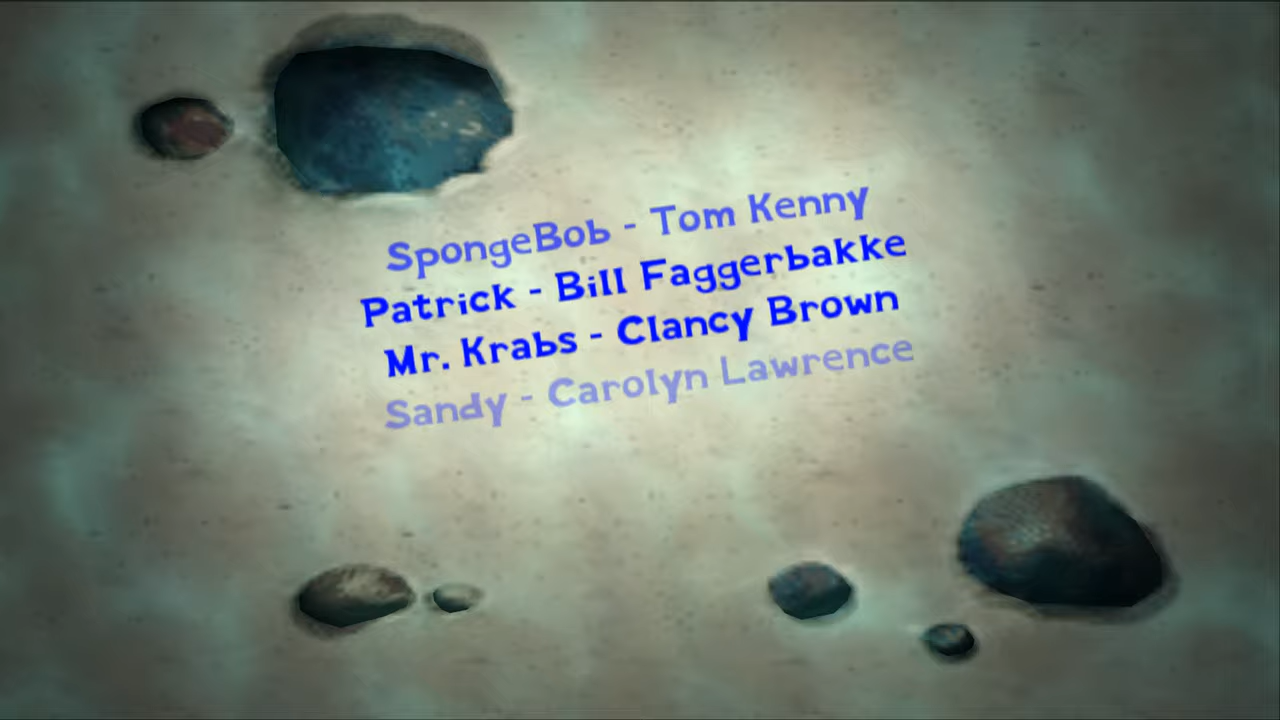 SpongeBob - Tom Kenny
Patrick - Bill Faggerbakke
Mr. Krabs - Clancy Brown
Sandy - Carolyn Lawrence